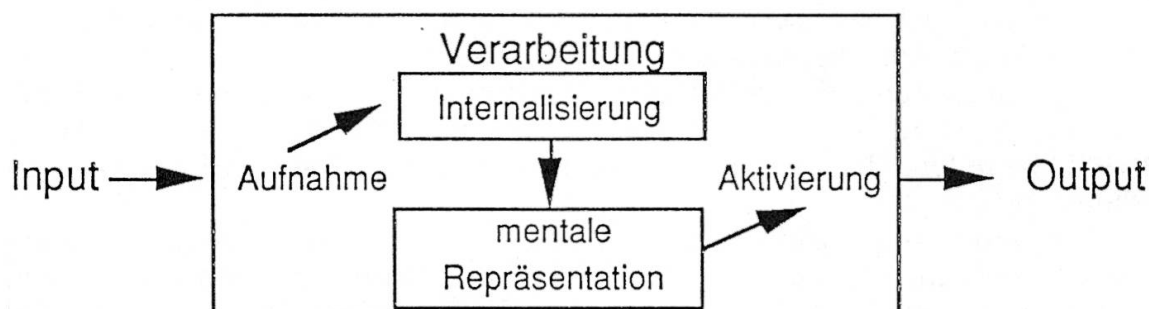 Verarbeitung
Internalisierung
Input
Aufnahme
Aktivierung
Output
mentale
Repräsentation